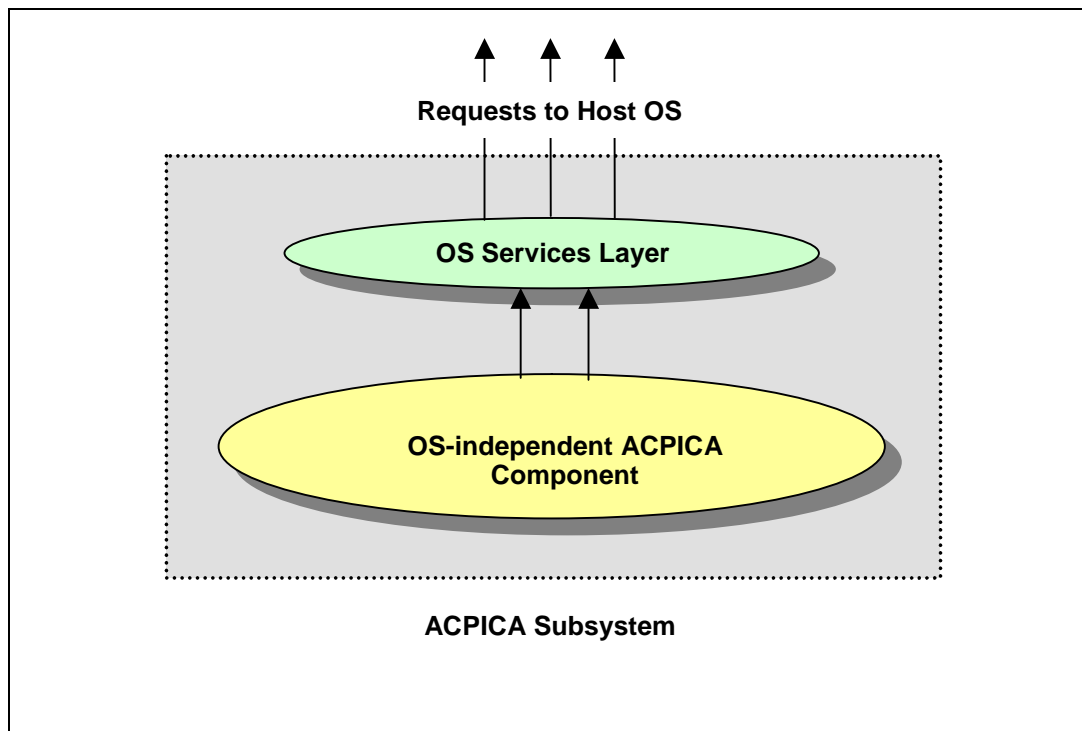 Requests to Host OS
OS Services Layer
OS-independent ACPICA
Component
ACPICA Subsystem